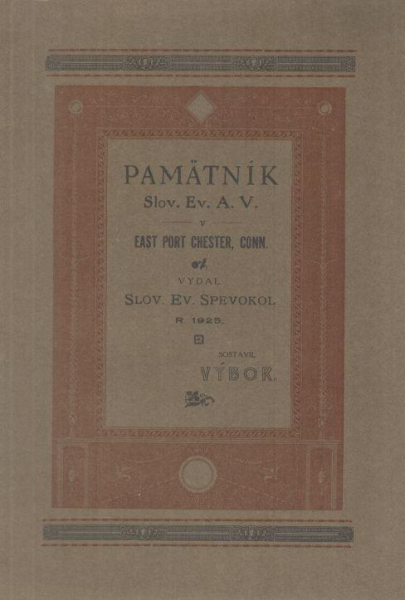 PAMÄTNÍK
Slov. Ev. A. V.
v
EAST PORT CHESTER, CONN.
VYDAL
SLOV. EV. SPEVOKOL
R. 1925.
SOSTAVIL
VÝBOR.